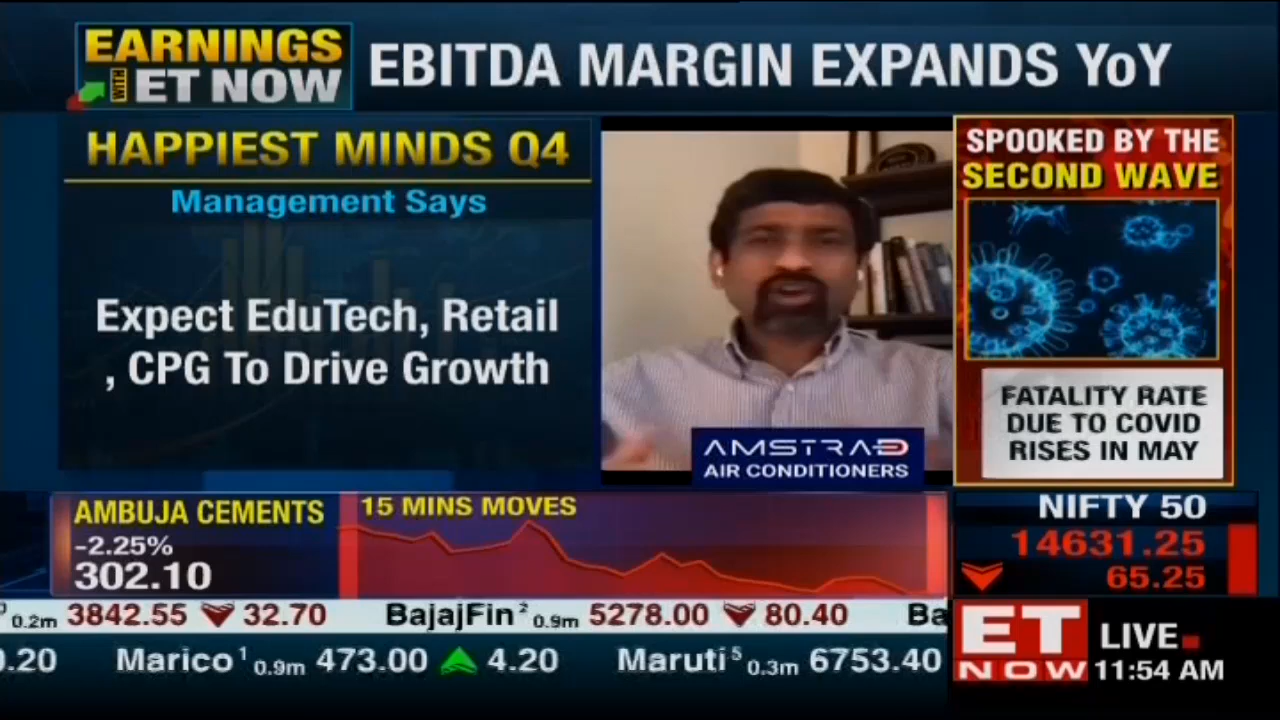 EARNINGS
WITH
ET NOW
EBITDA MARGIN EXPANDS YoY
HAPPIEST MINDS Q4
Management Says
Expect EduTech, Retail
, CPG To Drive Growth
AMSTRAD
AIR CONDITIONERS
SPOOKED BY THE
SECOND WAVE
FATALITY RATE
DUE TO COVID
RISES IN MAY
AMBUJA CEMENTS
-2.25%
302.10
15 MINS MOVES
NIFTY 50
14631.25
65.25
0.2m 3842.55 32.70 BajajFin 2 0.9m 5278.00 80.40 Ba
.20 Marico 1 0.9m 473.00 4.20 Maruti 5 0.3m 6753.40
ET
NOW
LIVE
11:54 AM